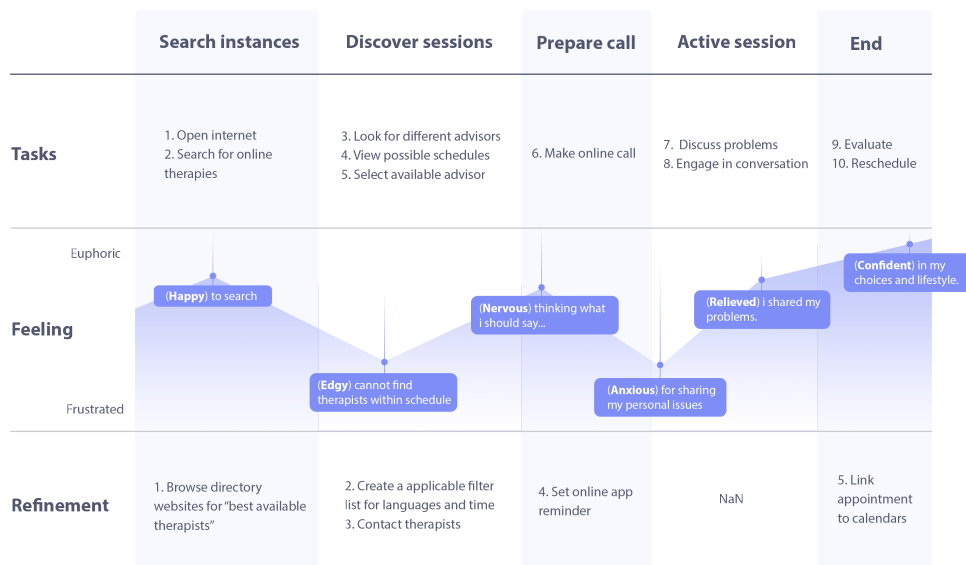 Search instances
Discover sessions
Prepare call
Active session
End
Tasks
1. Open internet
2. Search for online
therapies
3. Look for different advisors
4. View possible schedules
5. Select available advisor
6. Make online call
7. Discuss problems
8. Engage in conversation
9. Evaluate
10. Reschedule
Feeling
Euphoric
Frustrated
(Happy) to search
(Edgy) cannot find
therapists within schedule
(Nervous) thinking what
i should say...
(Anxious) for sharing
my personal issues
(Relieved) i shared my
problems.
(Confident) in my
choices and lifestyle.
Refinement
1. Browse directory
websites for “best available
therapists”
2. Create a applicable filter
list for languages and time
3. Contact therapists
4. Set online app
reminder
NaN
5. Link
appointment
to calendars